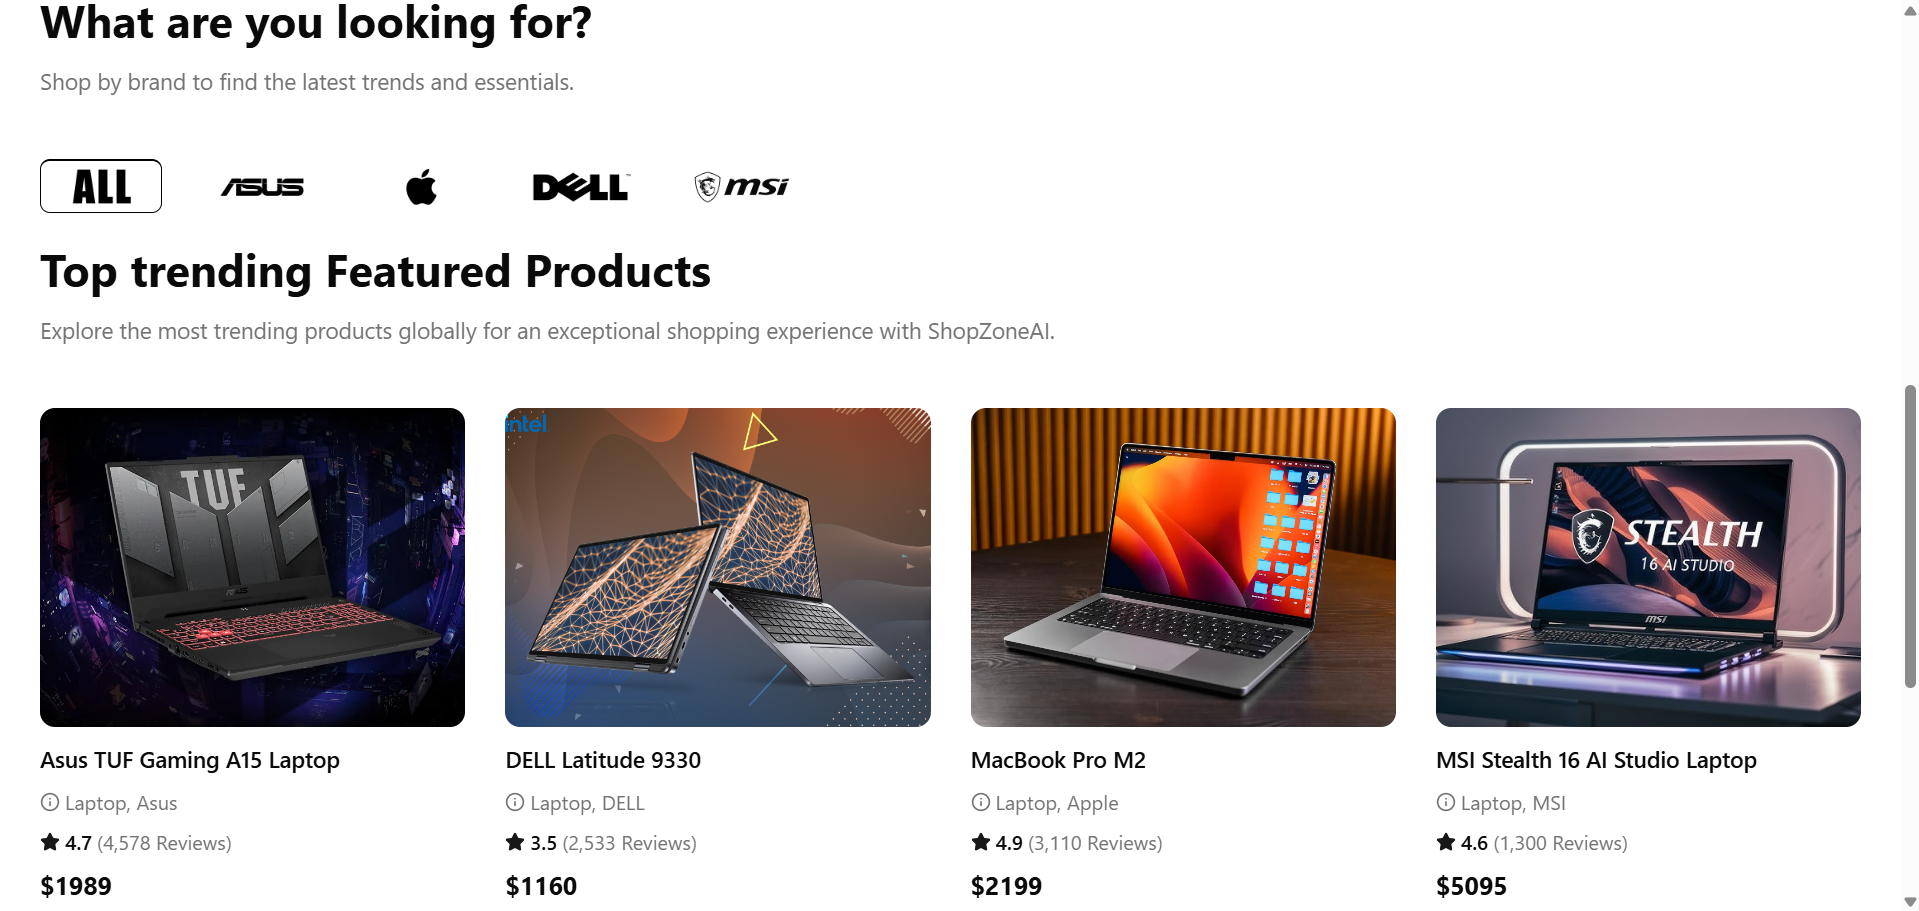 What are you looking for?
Shop by brand to find the latest trends and essentials.
ALL
ASUS
DELL
msi
Top trending Featured Products
Explore the most trending products globally for an exceptional shopping experience with ShopZoneAI.
TUF
ASUS
intel
STEALTH
16 AI STUDIO
msi
Asus TUF Gaming A15 Laptop
Laptop, Asus
4.7 (4,578 Reviews)
$1989
DELL Latitude 9330
Laptop, DELL
3.5 (2,533 Reviews)
$1160
MacBook Pro M2
Laptop, Apple
4.9 (3,110 Reviews)
$2199
MSI Stealth 16 AI Studio Laptop
Laptop, MSI
4.6 (1,300 Reviews)
$5095